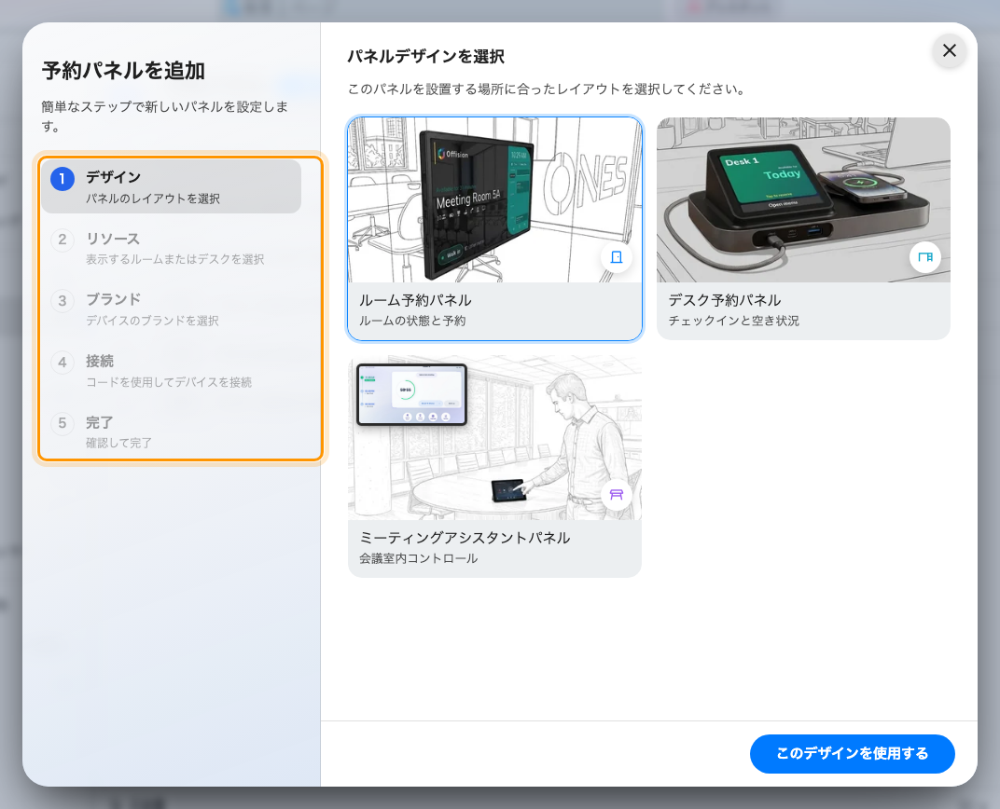 予約パネルを追加
簡単なステップで新しいパネルを設定しま
す。
1 デザイン
パネルのレイアウトを選択
2 リソース
表示するルームまたはデスクを選択
3 ブランド
デバイスのブランドを選択
4 接続
コードを使用してデバイスを接続
5 完了
確認して完了
パネルデザインを選択
このパネルを設置する場所に合ったレイアウトを選択してください。
Offision
10:29 AM
Meeting Room 5A
Walk in
ONES
ルーム予約パネル
ルームの状態と予約
Desk 1
Today
Tap to reserve
Open menu
デスク予約パネル
チェックインと空き状況
ミーティングアシスタントパネル
会議室内コントロール
このデザインを使用する